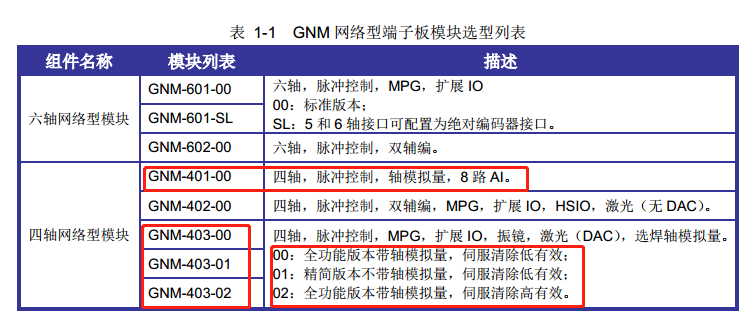 表 1-1 GNM 网络型端子板模块选型列表
组件名称 模块列表 描述
六轴网络型模块
GNM-601-00
GNM-601-SL
六轴，脉冲控制，MPG，扩展 IO
00：标准版本；
SL：5 和 6 轴接口可配置为绝对编码器接口。
GNM-602-00 六轴，脉冲控制，双辅编。
四轴网络型模块
GNM-401-00 四轴，脉冲控制，轴模拟量，8 路 AI。
GNM-402-00 四轴，脉冲控制，双辅编，MPG，扩展 IO，HSIO，激光（无 DAC）。
GNM-403-00
GNM-403-01
GNM-403-02
四轴，脉冲控制，MPG，扩展 IO，振镜，激光（DAC），选焊轴模拟量。
00：全功能版本带轴模拟量，伺服清除低有效；
01：精简版本不带轴模拟量，伺服清除低有效；
02：全功能版本带轴模拟量，伺服清除高有效。